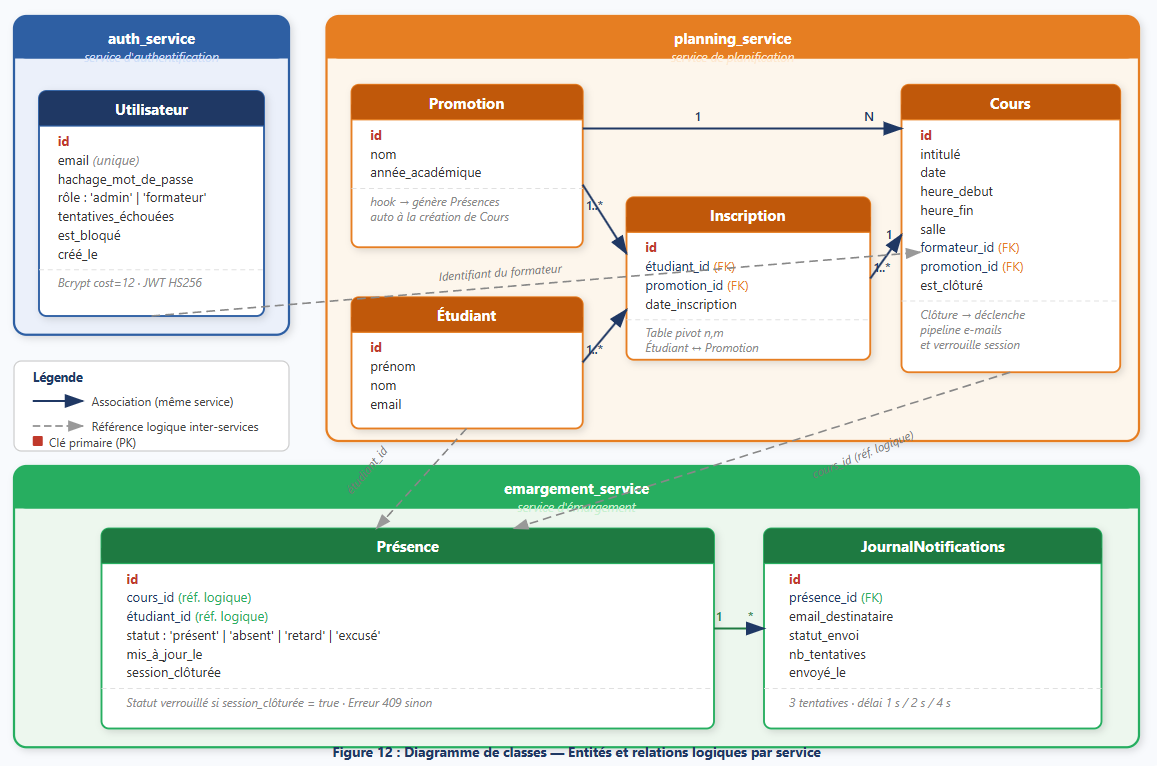 auth_service
service d'authentification
Utilisateur
id
email (unique)
hachage_mot_de_passe
rôle : 'admin' | 'formateur'
tentatives_échouées
est_bloqué
créé_le
Bcrypt cost=12 · JWT HS256
Légende
Association (même service)
Référence logique inter-services
Clé primaire (PK)
planning_service
service de planification
Promotion
id
nom
année_académique
hook → génère Présences
auto à la création de Cours
1
N
1..*
Identifiant du formateur
Étudiant
id
prénom
nom
email
1..*
Inscription
id
étudiant_id (FK)
promotion_id (FK)
date_inscription
Table pivot n,m
Étudiant ↔ Promotion
1
1..*
Cours
id
intitulé
date
heure_debut
heure_fin
salle
formateur_id (FK)
promotion_id (FK)
est_clôturé
Clôture → déclenche
pipeline e-mails
et verrouille session
étudiant_id
cours_id (réf. logique)
emargement_service
service d'émargement
Présence
id
cours_id (réf. logique)
étudiant_id (réf. logique)
statut : 'présent' | 'absent' | 'retard' | 'excusé'
mis_à_jour_le
session_clôturée
Statut verrouillé si session_clôturée = true · Erreur 409 sinon
1
*
JournalNotifications
id
présence_id (FK)
email_destinataire
statut_envoi
nb_tentatives
envoyé_le
3 tentatives · délai 1 s / 2 s / 4 s
Figure 12 : Diagramme de classes — Entités et relations logiques par service